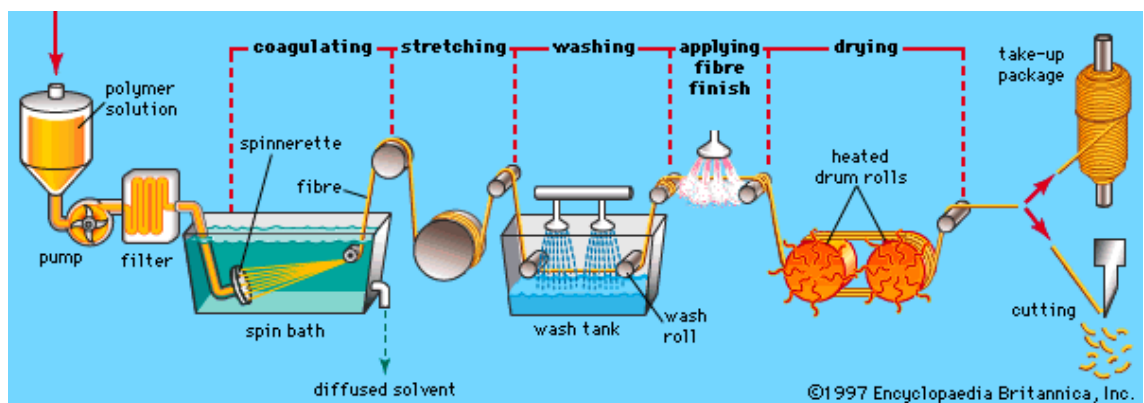 coagulating
stretching
washing
applying
fibre
finish
drying
take-up
package
polymer
solution
spinnerette
fibre
heated
drum rolls
pump
filter
spin bath
wash tank
wash
roll
cutting
diffused solvent
©1997 Encyclopaedia Britannica, Inc.